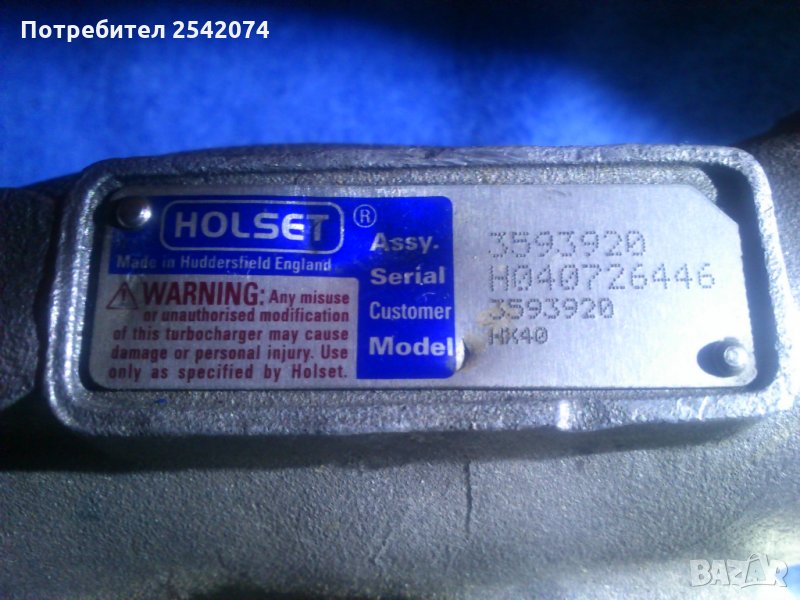 Потребител 2542074
HOLSET ®
Made in Huddersfield England
WARNING: Any misuse
or unauthorised modification
of this turbocharger may cause
damage or personal injury. Use
only as specified by Holset.
Assy. 3593920
Serial H040726446
Customer 3593920
Model HX40
BAZAR